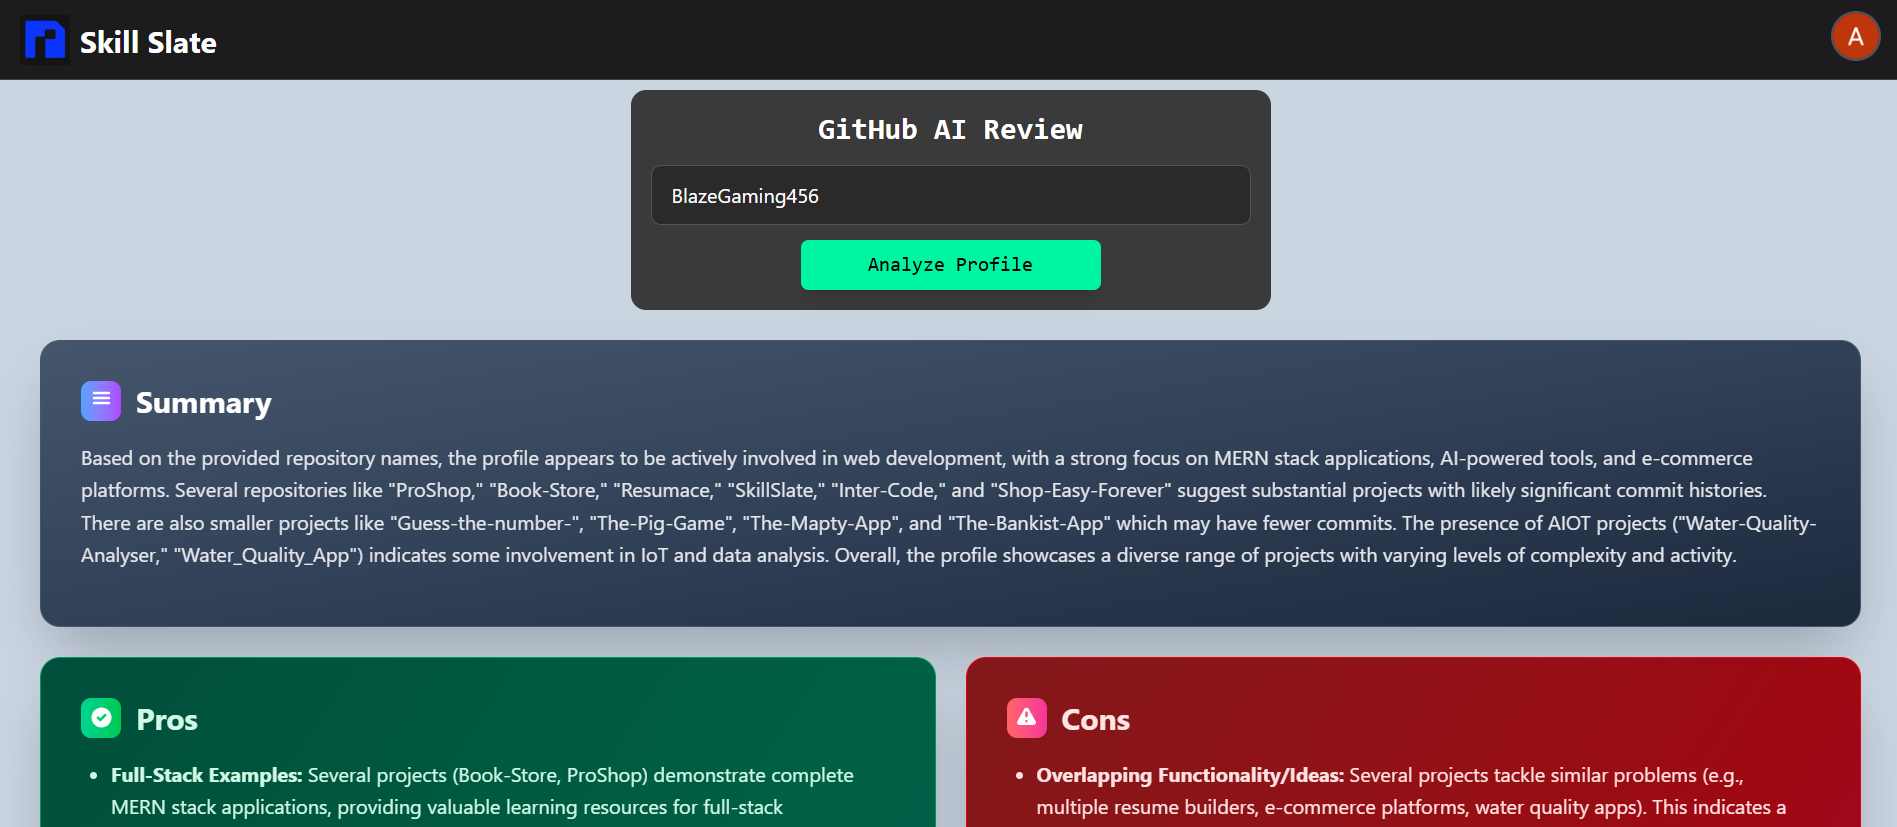 Skill Slate
A
GitHub AI Review
BlazeGaming456
Analyze Profile
Summary
Based on the provided repository names, the profile appears to be actively involved in web development, with a strong focus on MERN stack applications, AI-powered tools, and e-commerce
platforms. Several repositories like "ProShop," "Book-Store," "Resumace," "SkillSlate," "Inter-Code," and "Shop-Easy-Forever" suggest substantial projects with likely significant commit histories.
There are also smaller projects like "Guess-the-number-", "The-Pig-Game", "The-Mapty-App", and "The-Bankist-App" which may have fewer commits. The presence of AIOT projects ("Water-Quality-
Analyser," "Water_Quality_App") indicates some involvement in IoT and data analysis. Overall, the profile showcases a diverse range of projects with varying levels of complexity and activity.
Pros
• Full-Stack Examples: Several projects (Book-Store, ProShop) demonstrate complete
MERN stack applications, providing valuable learning resources for full-stack
Cons
• Overlapping Functionality/Ideas: Several projects tackle similar problems (e.g.,
multiple resume builders, e-commerce platforms, water quality apps). This indicates a